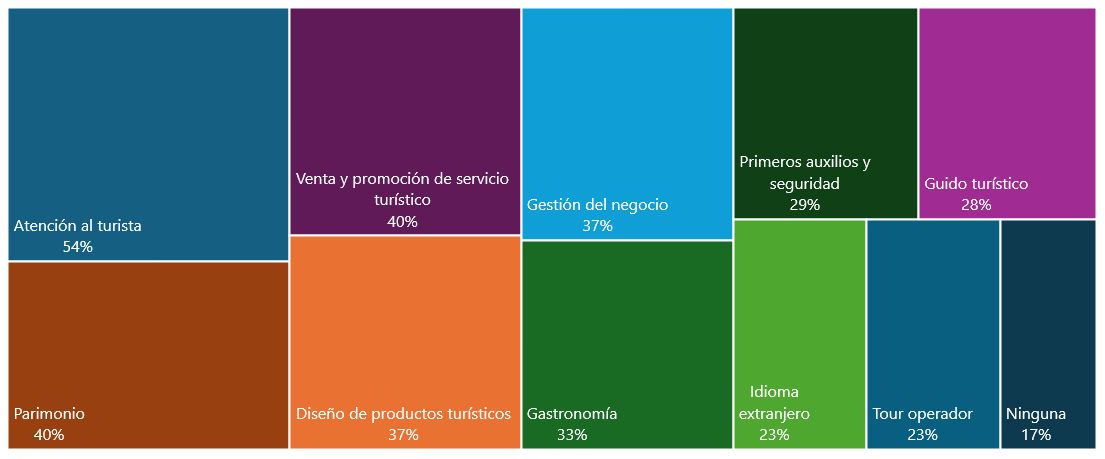 Atención al turista
54%
Parimonio
40%
Venta y promoción de servicio
turístico
40%
Diseño de productos turísticos
37%
Gestión del negocio
37%
Gastronomía
33%
Primeros auxilios y
seguridad
29%
Guido turístico
28%
Idioma
extranjero
23%
Tour operador
23%
Ninguna
17%